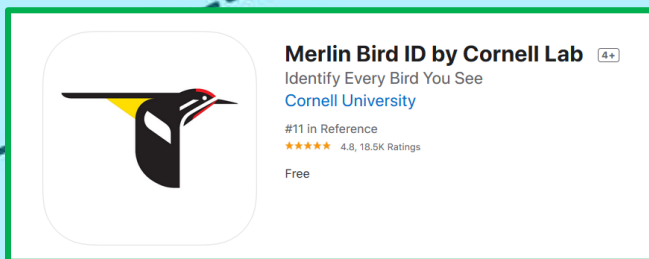 Merlin Bird ID by Cornell Lab 4+
Identify Every Bird You See
Cornell University
#11 in Reference
★★★★★ 4.8, 18.5K Ratings
Free